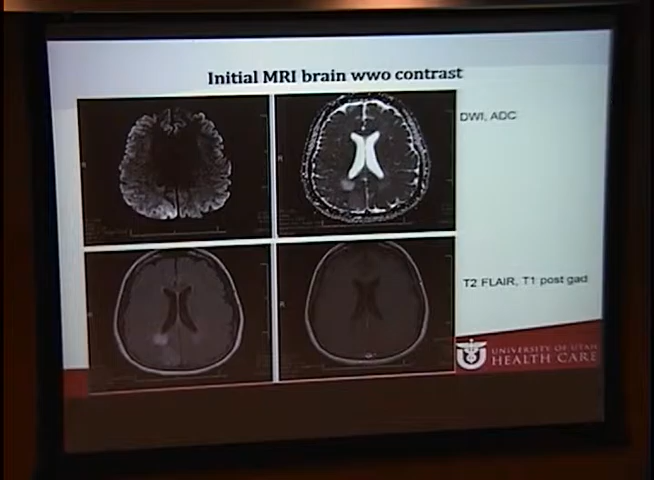 Initial MRI brain wwo contrast
DWI, ADC
R
R
T2 FLAIR, T1 post gad
R
R
UNIVERSITY OF UTAH
HEALTH CARE